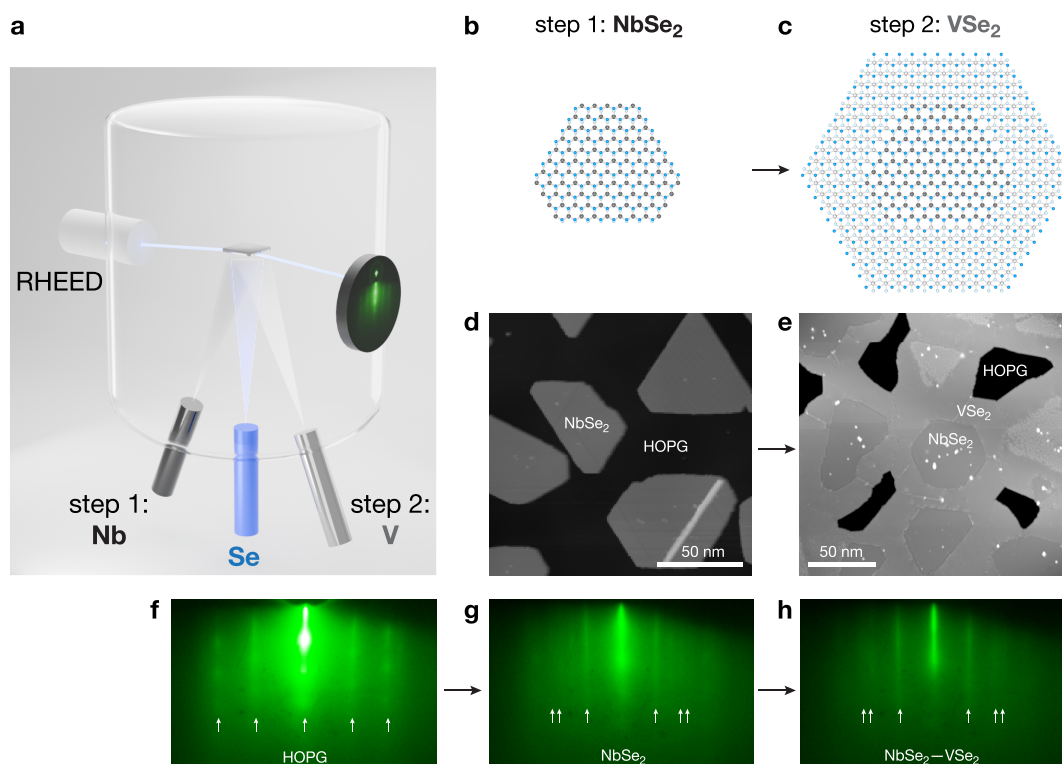 a
RHEED
step 1:
Nb
Se
step 2:
V
b
step 1: NbSe₂
c
step 2: VSe₂
d
NbSe₂
HOPG
50 nm
e
HOPG
VSe₂
NbSe₂
50 nm
f
HOPG
g
NbSe₂
h
NbSe₂—VSe₂